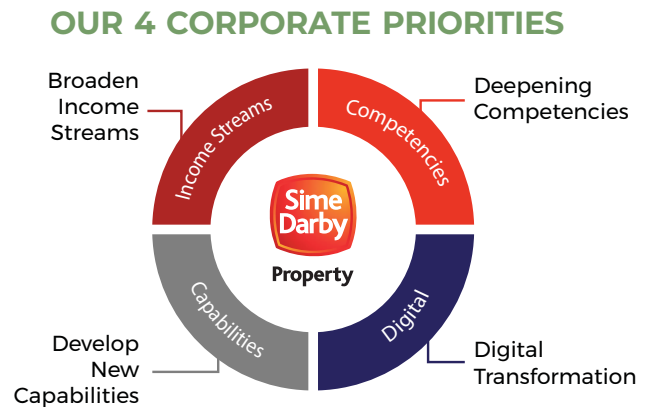 OUR 4 CORPORATE PRIORITIES
Broaden
Income
Streams
Income Streams
Competencies
Deepening
Competencies
Sime
Darby
Property
Develop
New
Capabilities
Capabilities
Digital
Digital
Transformation